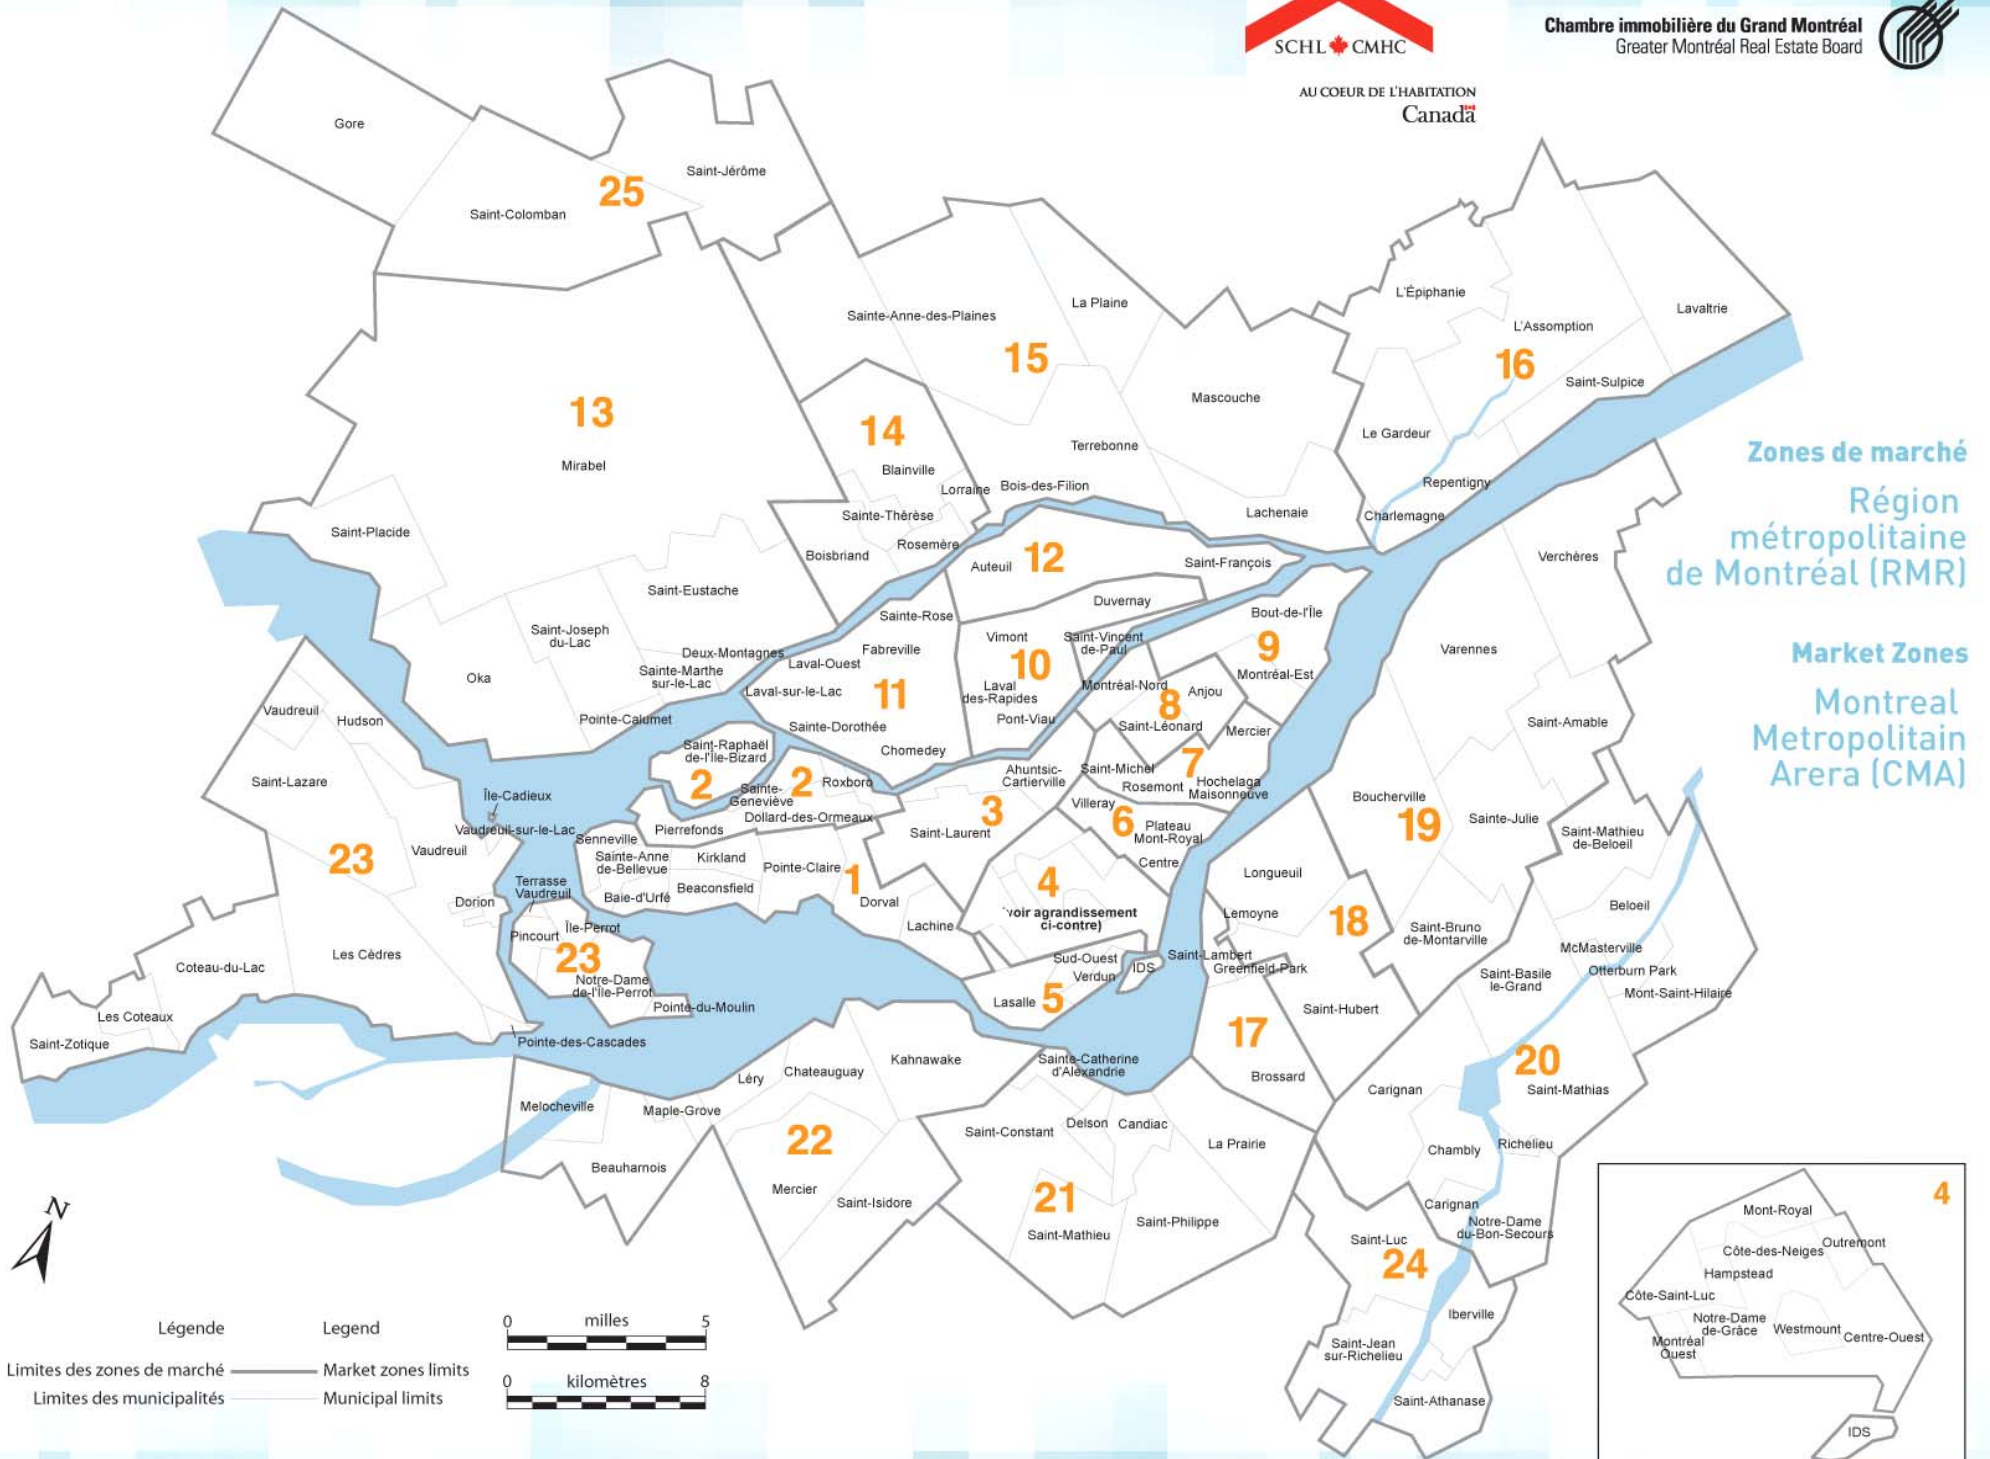 SCHL CMHC
AU COEUR DE L'HABITATION
Canada
Chambre immobilière du Grand Montréal
Greater Montréal Real Estate Board
Gore
Saint-Jérôme
25
Saint-Colomban
L'Épiphanie
La Plaine
Sainte-Anne-des-Plaines
Lavaltrie
L'Assomption
15
16
Saint-Sulpice
13
Mascouche
14
Le Gardeur
Terrebonne
Mirabel
Blainville
Lorraine
Bois-des-Filion
Repentigny
Sainte-Thérèse
Lachenaie
Charlemagne
Saint-Placide
Rosemère
Boisbriand
Zones de marché
Région
métropolitaine
de Montréal (RMR)
Market Zones
Montreal
Metropolitain
Arera (CMA)
Auteuil
12
Saint-François
Verchères
Saint-Eustache
Duvernay
Sainte-Rose
Bout-de-l'Île
Saint-Joseph
du-Lac
Vimont
Saint-Vincent
de-Paul
9
Fabreville
Varennes
Deux-Montagnes
Laval-Ouest
10
Sainte-Marthe
sur-le-Lac
Oka
Montréal-Est
Laval-sur-le-Lac
11
Laval
des-Rapides
Montréal-Nord
Anjou
8
Vaudreuil
Hudson
Pointe-Calumet
Sainte-Dorothée
Pont-Viau
Saint-Léonard
Mercier
Saint-Amable
Saint-Raphaël
de-l'Île-Bizard
Chomedey
7
Saint-Lazare
2
2
Roxboro
Ahuntsic-
Cartierville
Saint-Michel
Rosemont
Hochelaga
Maisonneuve
Île-Cadieux
Sainte-
Geneviève
Boucherville
Dollard-des-Ormeaux
3
Villeray
6
19
Sainte-Julie
Vaudreuil-sur-le-Lac
Pierrefonds
Saint-Laurent
Plateau
Mont-Royal
Saint-Mathieu
de-Beloeil
Senneville
Vaudreuil
23
Sainte-Anne
de-Bellevue
Kirkland
Pointe-Claire
1
Centre
Longueuil
Terrasse
Vaudreuil
Beaconsfield
4
Baie-d'Urfé
Dorion
Dorval
voir agrandissement
ci-contre)
Lemoyne
18
Beloeil
Île-Perrot
Lachine
Saint-Bruno
de-Montarville
Pincourt
McMasterville
Les Cèdres
Coteau-du-Lac
23
Sud-Ouest
IDS
Saint-Lambert
Greenfield-Park
Verdun
Saint-Basile
le-Grand
Otterburn Park
Notre-Dame
de-l'Île-Perrot
Lasalle
5
Mont-Saint-Hilaire
Pointe-du-Moulin
Saint-Hubert
Les Coteaux
17
Saint-Zotique
Pointe-des-Cascades
Kahnawake
Sainte-Catherine
d'Alexandrie
20
Léry
Chateauguay
Brossard
Carignan
Saint-Mathias
Melocheville
Maple-Grove
Saint-Constant
Delson
Candiac
La Prairie
22
Richelieu
Chambly
Beauharnois
Mercier
21
Saint-Isidore
Carignan
Saint-Mathieu
Saint-Philippe
Notre-Dame
du-Bon-Secours
Saint-Luc
24
Iberville
Saint-Jean
sur-Richelieu
Saint-Athanase
4
Mont-Royal
Outremont
Côte-des-Neiges
Hampstead
Côte-Saint-Luc
Notre-Dame
de-Grâce
Westmount
Centre-Ouest
Montréal
Ouest
IDS
N
Légende
Legend
Limites des zones de marché
Market zones limits
Limites des municipalités
Municipal limits
0 milles 5
0 kilomètres 8